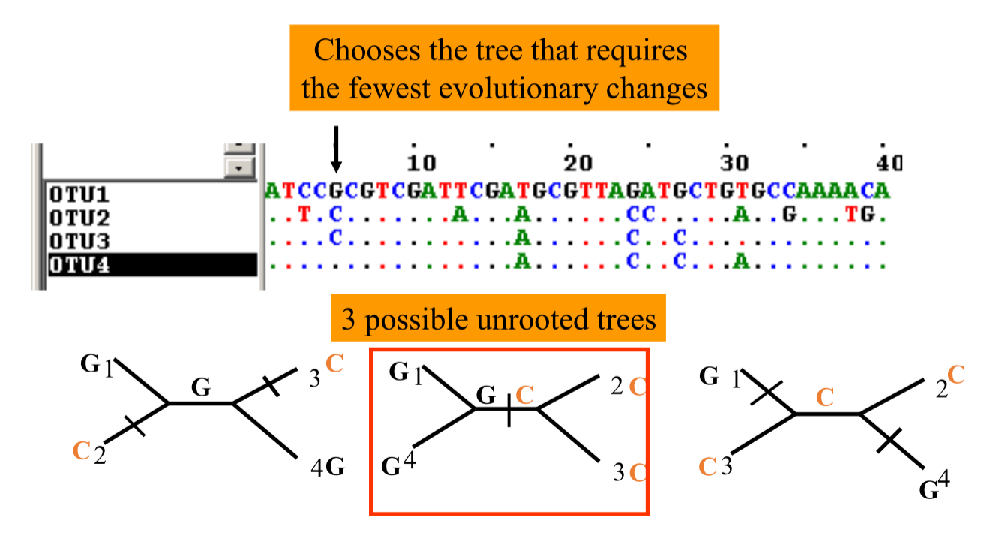 Chooses the tree that requires
the fewest evolutionary changes
10 20 30 40
OTU1 ATCCGCGTCGATTCGATGCGTTAGATGCTGTGCCAAAACA
OTU2 ..T.C.......A...A......CC.....A..G...TG.
OTU3 ....C...........A......C..C.............
OTU4 ................A......C..C...A.........
3 possible unrooted trees
G 1 G 3 C
C 2 4 G
G 1 G C 2 C
G 4 3 C
G 1 C 2 C
C 3 G 4